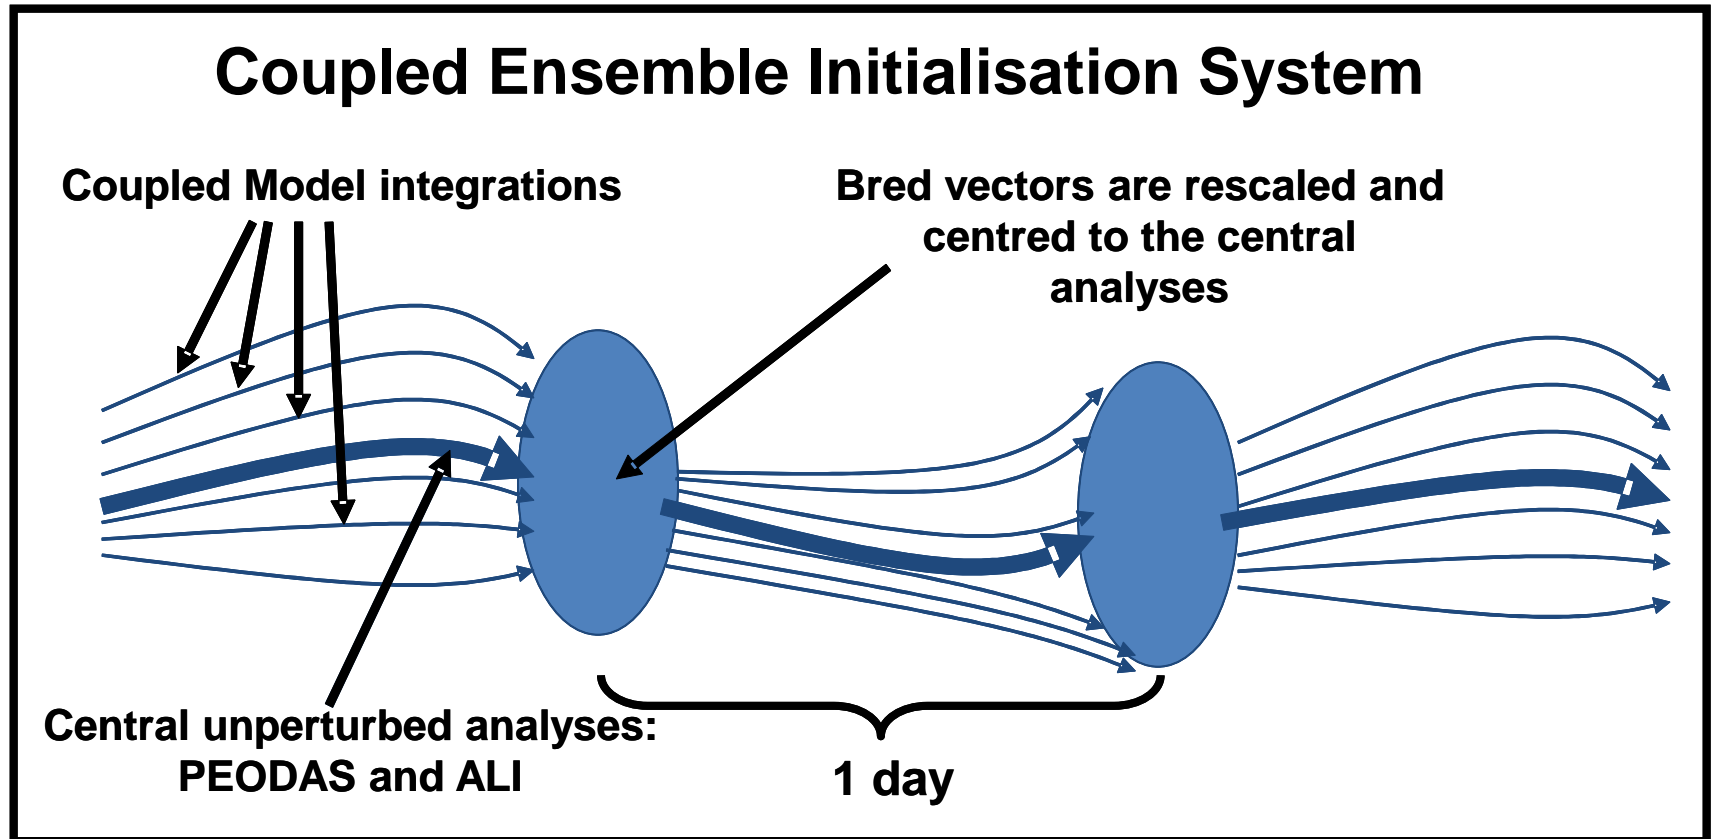 Coupled Ensemble Initialisation System
Coupled Model integrations
Bred vectors are rescaled and
centred to the central
analyses
Central unperturbed analyses:
PEODAS and ALI
1 day